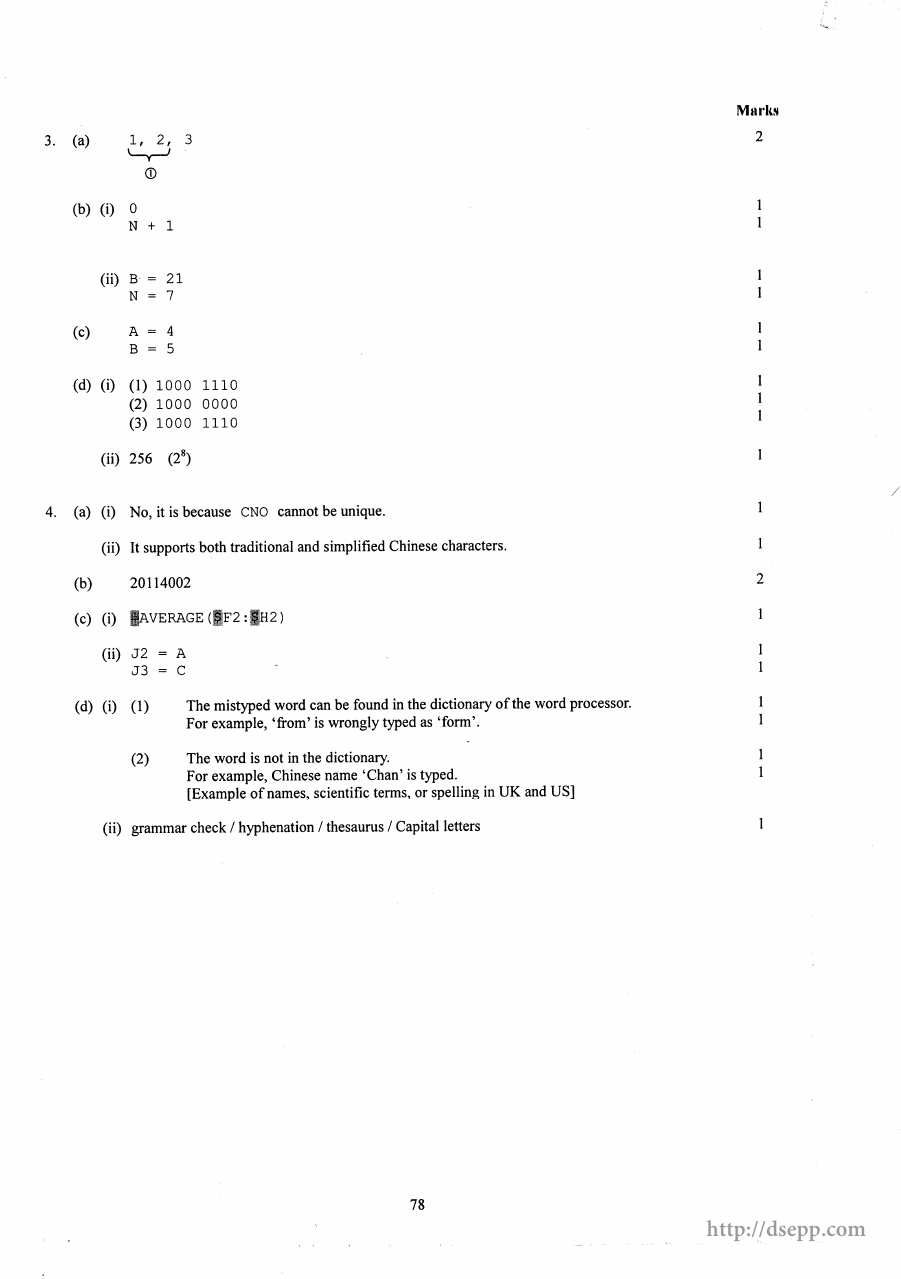 Marks
3. (a) 1, 2, 3 2
①
(b) (i) 0 1
N + 1 1
(ii) B = 21 1
N = 7 1
(c) A = 4 1
B = 5 1
(d) (i) (1) 1000 1110 1
(2) 1000 0000 1
(3) 1000 1110 1
(ii) 256 (2⁸) 1
4. (a) (i) No, it is because CNO cannot be unique. 1
(ii) It supports both traditional and simplified Chinese characters. 1
(b) 20114002 2
(c) (i) AVERAGE($F2:$H2) 1
(ii) J2 = A 1
J3 = C 1
(d) (i) (1) The mistyped word can be found in the dictionary of the word processor. 1
For example, ‘from’ is wrongly typed as ‘form’. 1
(2) The word is not in the dictionary. 1
For example, Chinese name ‘Chan’ is typed. 1
[Example of names, scientific terms, or spelling in UK and US]
(ii) grammar check / hyphenation / thesaurus / Capital letters 1
78
http://dsepp.com